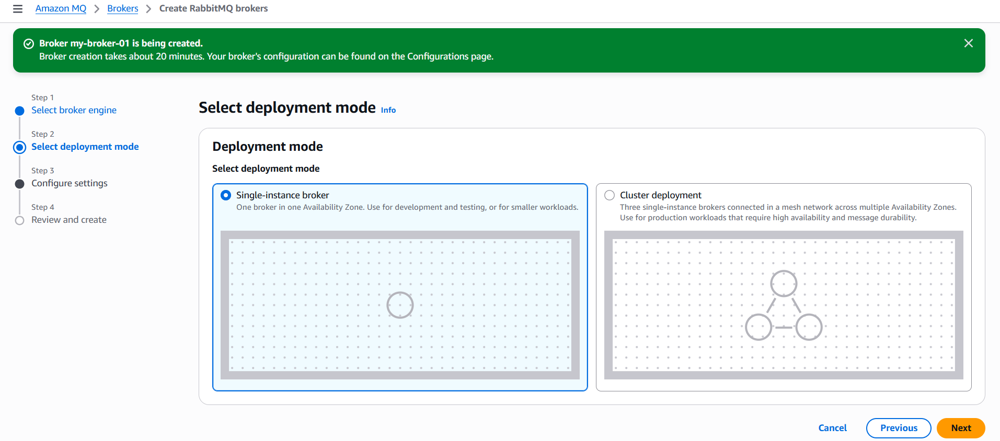 Amazon MQ > Brokers > Create RabbitMQ brokers
Broker my-broker-01 is being created.
Broker creation takes about 20 minutes. Your broker's configuration can be found on the Configurations page.
Step 1
Select broker engine
Step 2
Select deployment mode
Step 3
Configure settings
Step 4
Review and create
Select deployment mode Info
Deployment mode
Select deployment mode
Single-instance broker
One broker in one Availability Zone. Use for development and testing, or for smaller workloads.
Cluster deployment
Three single-instance brokers connected in a mesh network across multiple Availability Zones.
Use for production workloads that require high availability and message durability.
Cancel Previous Next